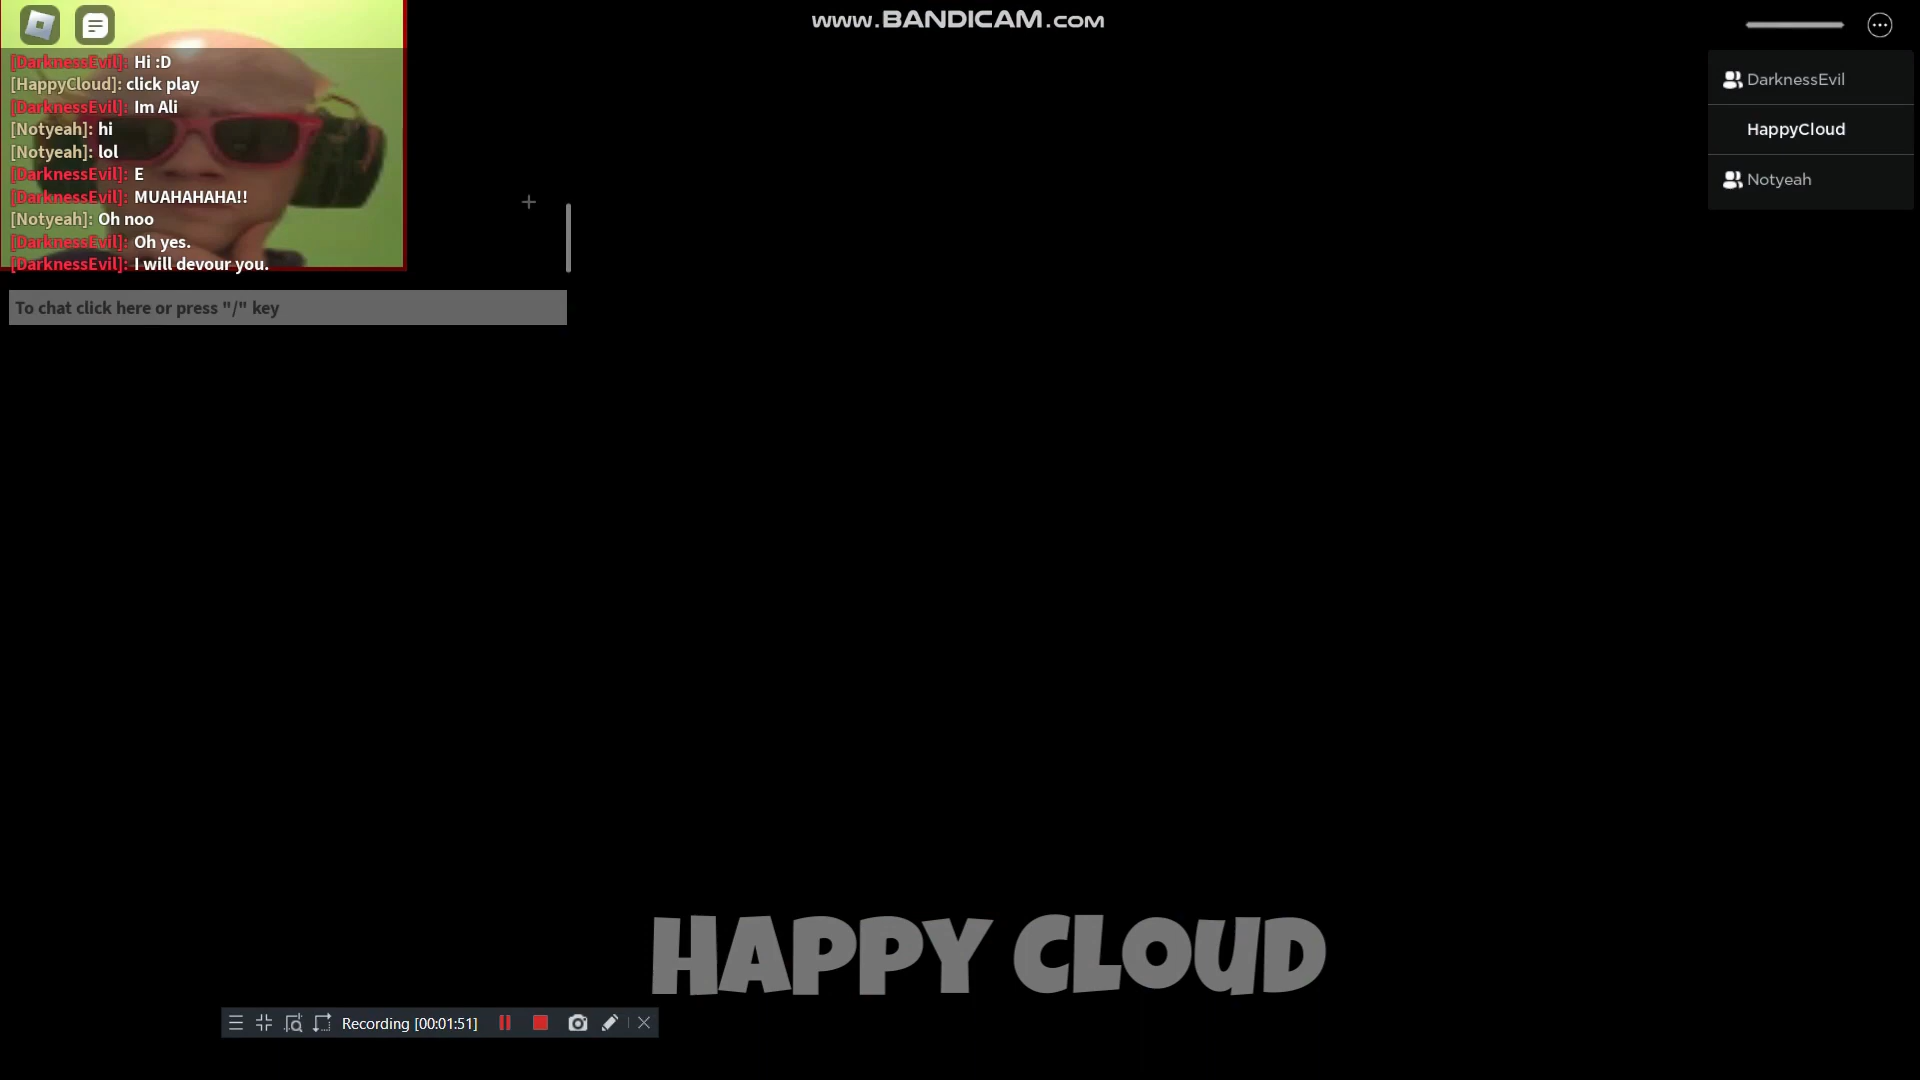 www.BANDICAM.com
[DarknessEvil]: Hi :D
[HappyCloud]: click play
[DarknessEvil]: Im Ali
[Notyeah]: hi
[Notyeah]: lol
[DarknessEvil]: E
[DarknessEvil]: MUAHAHAHA!!
[Notyeah]: Oh noo
[DarknessEvil]: Oh yes.
[DarknessEvil]: I will devour you.
To chat click here or press "/" key
DarknessEvil
HappyCloud
Notyeah
HAPPY CLOUD
Recording [00:01:51]